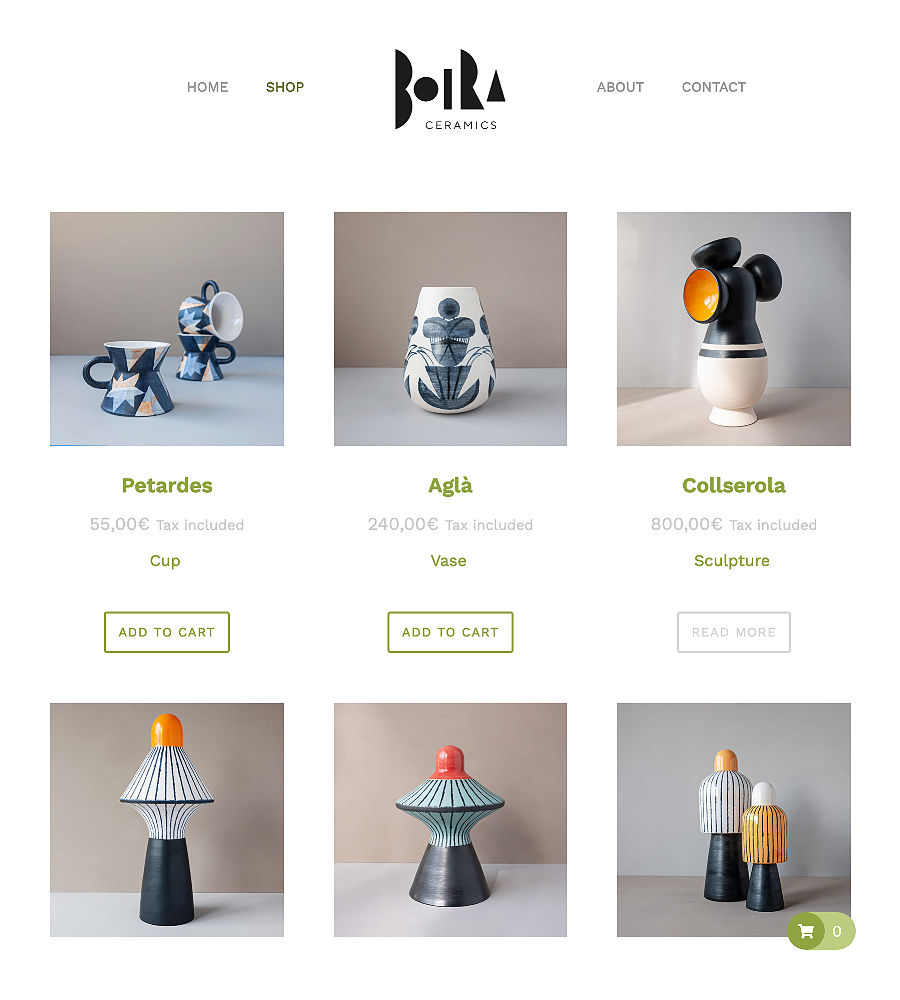 HOME SHOP BOIRA ABOUT CONTACT
CERAMICS
Petardes Aglà Collserola
55,00€ Tax included 240,00€ Tax included 800,00€ Tax included
Cup Vase Sculpture
ADD TO CART ADD TO CART READ MORE
0